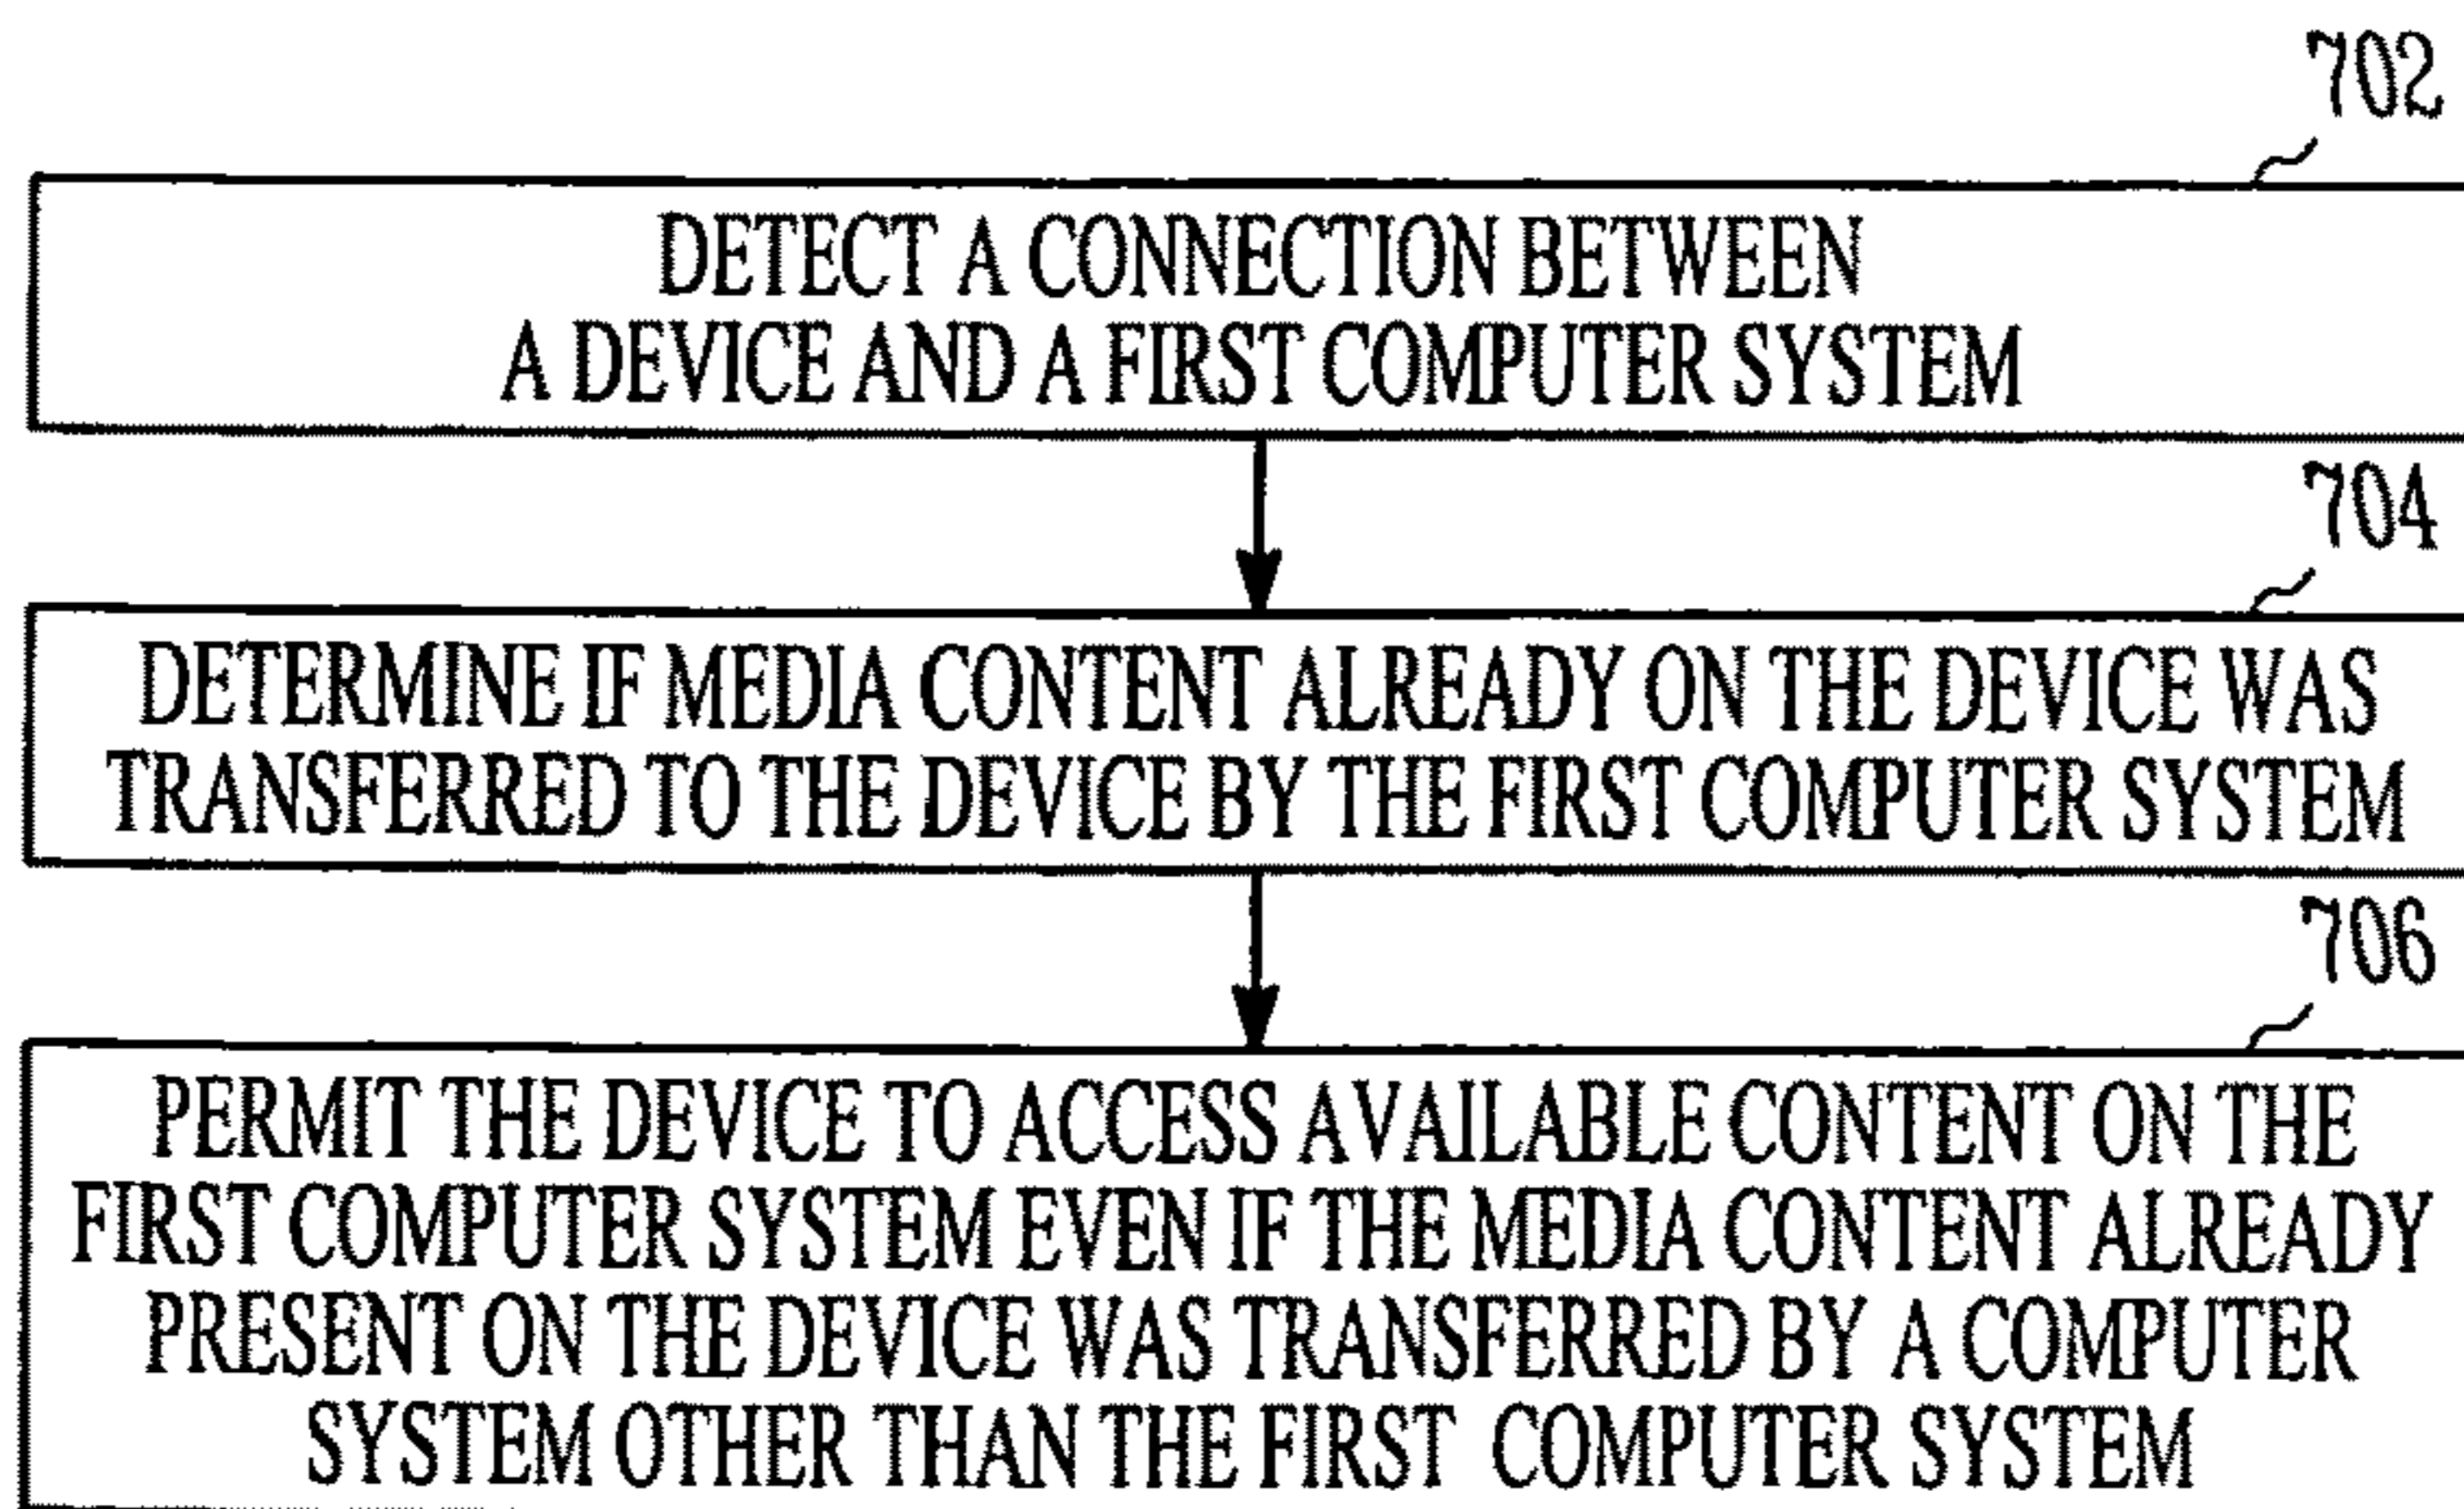 702
DETECT A CONNECTION BETWEEN
A DEVICE AND A FIRST COMPUTER SYSTEM
704
DETERMINE IF MEDIA CONTENT ALREADY ON THE DEVICE WAS
TRANSFERRED TO THE DEVICE BY THE FIRST COMPUTER SYSTEM
706
PERMIT THE DEVICE TO ACCESS AVAILABLE CONTENT ON THE
FIRST COMPUTER SYSTEM EVEN IF THE MEDIA CONTENT ALREADY
PRESENT ON THE DEVICE WAS TRANSFERRED BY A COMPUTER
SYSTEM OTHER THAN THE FIRST COMPUTER SYSTEM